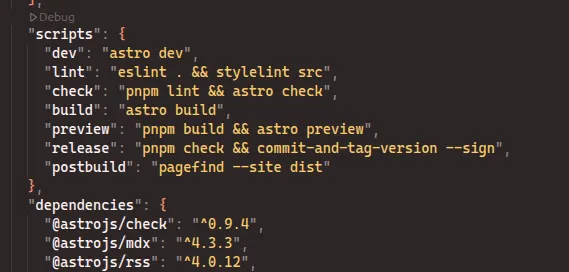 },
Debug
"scripts": {
"dev": "astro dev",
"lint": "eslint . && stylelint src",
"check": "pnpm lint && astro check",
"build": "astro build",
"preview": "pnpm build && astro preview",
"release": "pnpm check && commit-and-tag-version --sign",
"postbuild": "pagefind --site dist"
},
"dependencies": {
"@astrojs/check": "^0.9.4",
"@astrojs/mdx": "^4.3.3",
"@astrojs/rss": "^4.0.12",